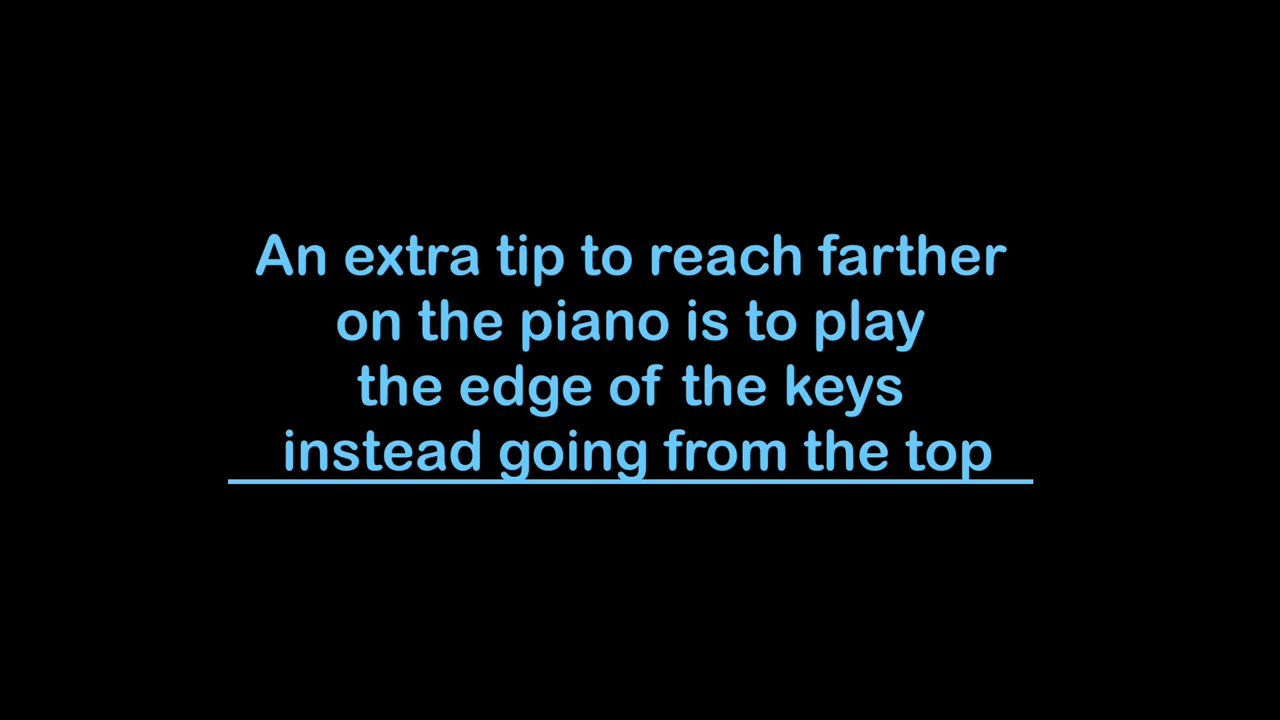 An extra tip to reach farther
on the piano is to play
the edge of the keys
instead going from the top